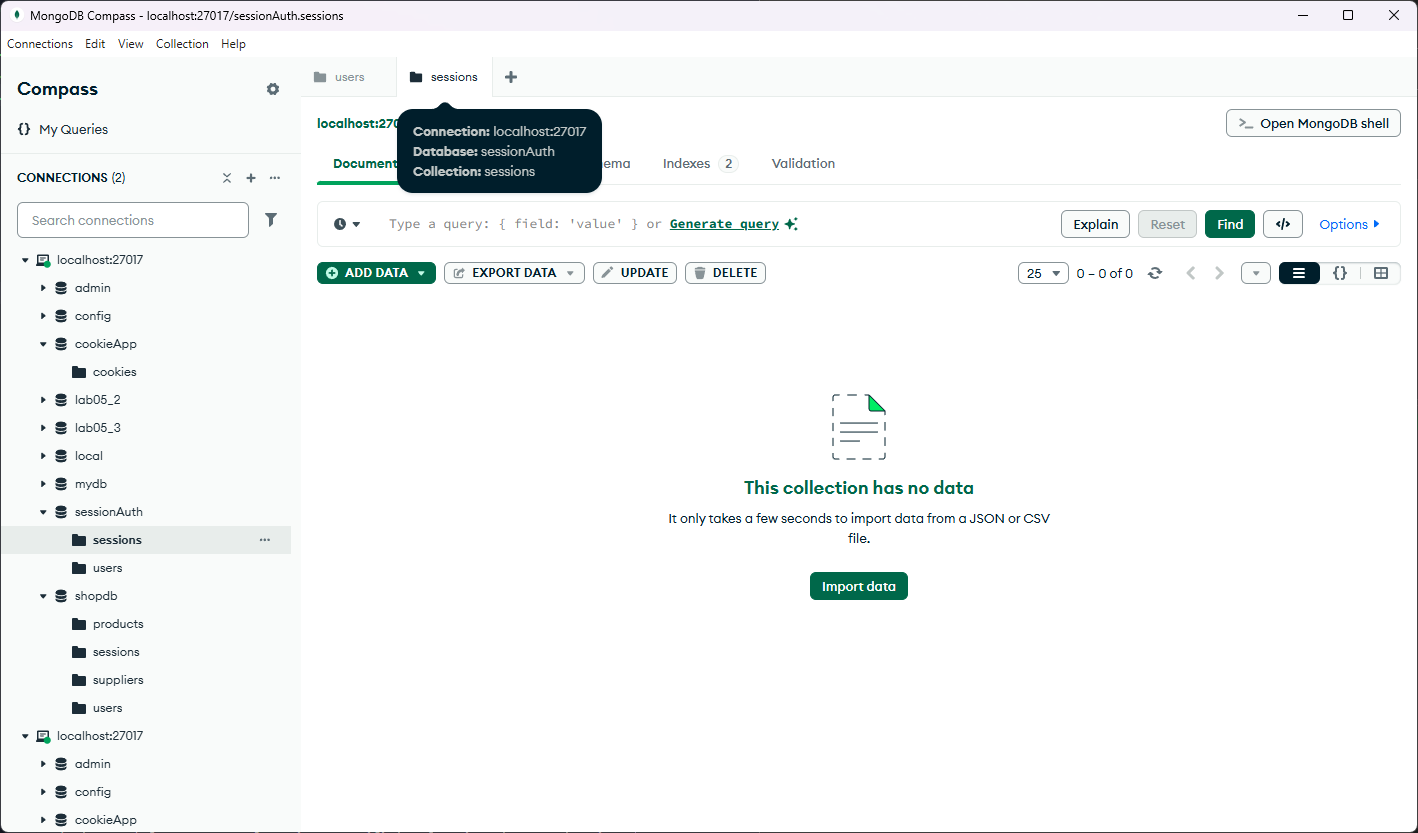 MongoDB Compass - localhost:27017/sessionAuth.sessions
Connections Edit View Collection Help
Compass
{} My Queries
CONNECTIONS (2)
Search connections
localhost:27017
admin
config
cookieApp
cookies
lab05_2
lab05_3
local
mydb
sessionAuth
sessions
users
shopdb
products
sessions
suppliers
users
localhost:27017
admin
config
cookieApp
users
sessions
localhost:270
Open MongoDB shell
Connection: localhost:27017
Database: sessionAuth
Collection: sessions
Document
ema
Indexes 2
Validation
Type a query: { field: 'value' } or Generate query
Explain
Reset
Find
</>
Options
ADD DATA
EXPORT DATA
UPDATE
DELETE
25
0 – 0 of 0
{}
This collection has no data
It only takes a few seconds to import data from a JSON or CSV
file.
Import data